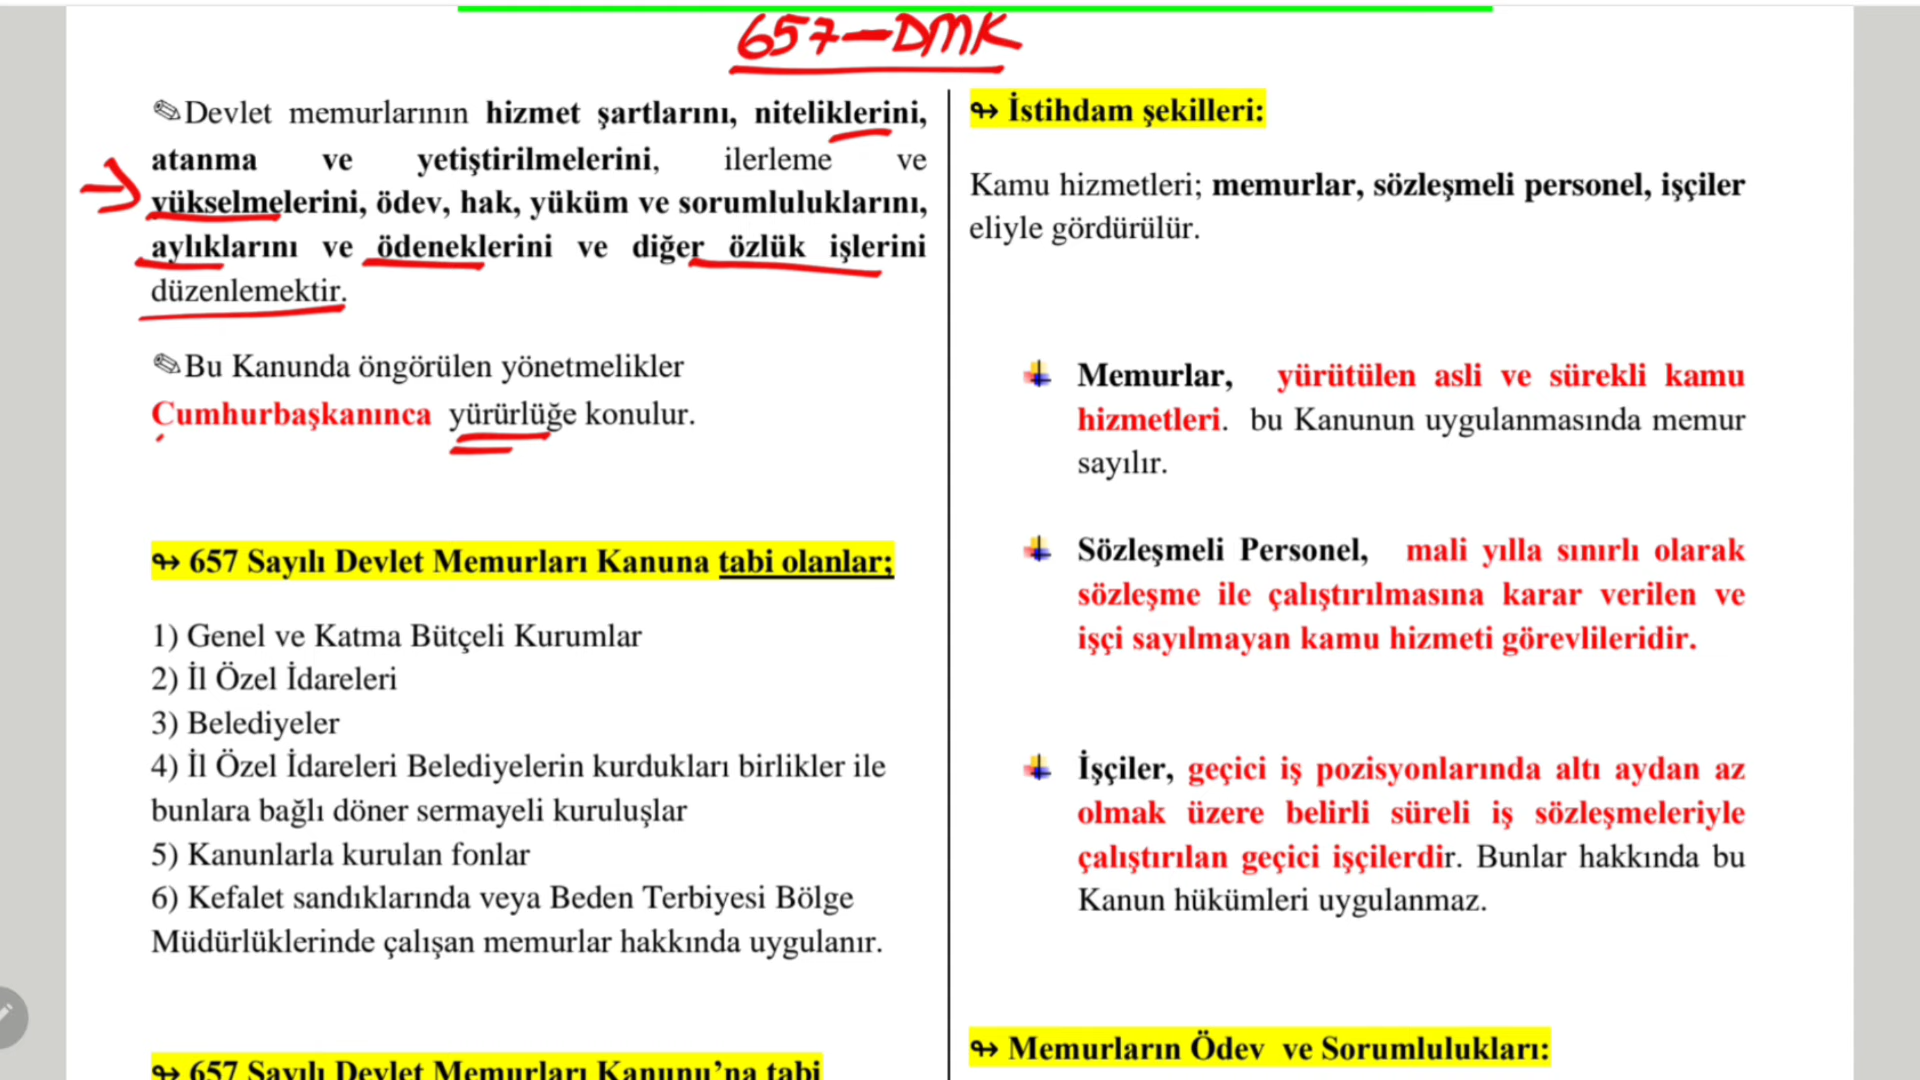 657-DMK
Devlet memurlarının hizmet şartlarını, niteliklerini,
atanma ve yetiştirilmelerini, ilerleme ve
yükselmelerini, ödev, hak, yüküm ve sorumluluklarını,
aylıklarını ve ödeneklerini ve diğer özlük işlerini
düzenlemektir.
Bu Kanunda öngörülen yönetmelikler
Cumhurbaşkanınca yürürlüğe konulur.
657 Sayılı Devlet Memurları Kanuna tabi olanlar;
1) Genel ve Katma Bütçeli Kurumlar
2) İl Özel İdareleri
3) Belediyeler
4) İl Özel İdareleri Belediyelerin kurdukları birlikler ile
bunlara bağlı döner sermayeli kuruluşlar
5) Kanunlarla kurulan fonlar
6) Kefalet sandıklarında veya Beden Terbiyesi Bölge
Müdürlüklerinde çalışan memurlar hakkında uygulanır.
657 Sayılı Devlet Memurları Kanunu'na tabi
İstihdam şekilleri:
Kamu hizmetleri; memurlar, sözleşmeli personel, işçiler
eliyle gördürülür.
Memurlar, yürütülen asli ve sürekli kamu
hizmetleri. bu Kanunun uygulanmasında memur
sayılır.
Sözleşmeli Personel, mali yılla sınırlı olarak
sözleşme ile çalıştırılmasına karar verilen ve
işçi sayılmayan kamu hizmeti görevlileridir.
İşçiler, geçici iş pozisyonlarında altı aydan az
olmak üzere belirli süreli iş sözleşmeleriyle
çalıştırılan geçici işçilerdir. Bunlar hakkında bu
Kanun hükümleri uygulanmaz.
Memurların Ödev ve Sorumlulukları: